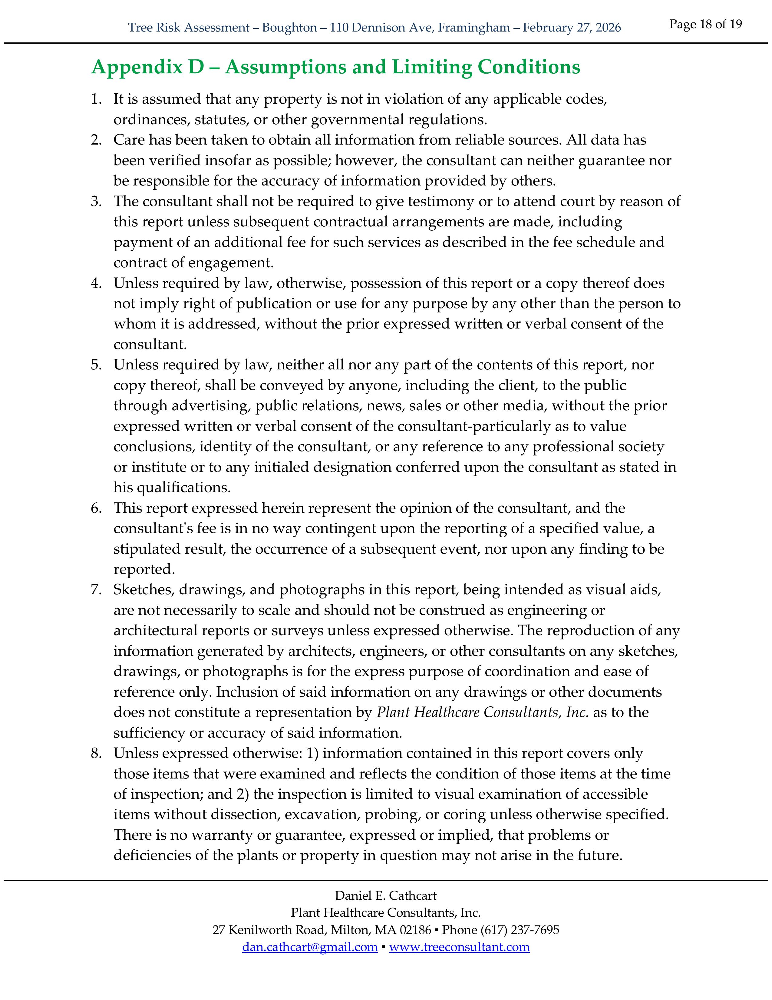 Tree Risk Assessment – Boughton – 110 Dennison Ave, Framingham – February 27, 2026
Page 18 of 19
Appendix D – Assumptions and Limiting Conditions
1. It is assumed that any property is not in violation of any applicable codes,
ordinances, statutes, or other governmental regulations.
2. Care has been taken to obtain all information from reliable sources. All data has
been verified insofar as possible; however, the consultant can neither guarantee nor
be responsible for the accuracy of information provided by others.
3. The consultant shall not be required to give testimony or to attend court by reason of
this report unless subsequent contractual arrangements are made, including
payment of an additional fee for such services as described in the fee schedule and
contract of engagement.
4. Unless required by law, otherwise, possession of this report or a copy thereof does
not imply right of publication or use for any purpose by any other than the person to
whom it is addressed, without the prior expressed written or verbal consent of the
consultant.
5. Unless required by law, neither all nor any part of the contents of this report, nor
copy thereof, shall be conveyed by anyone, including the client, to the public
through advertising, public relations, news, sales or other media, without the prior
expressed written or verbal consent of the consultant-particularly as to value
conclusions, identity of the consultant, or any reference to any professional society
or institute or to any initialed designation conferred upon the consultant as stated in
his qualifications.
6. This report expressed herein represent the opinion of the consultant, and the
consultant's fee is in no way contingent upon the reporting of a specified value, a
stipulated result, the occurrence of a subsequent event, nor upon any finding to be
reported.
7. Sketches, drawings, and photographs in this report, being intended as visual aids,
are not necessarily to scale and should not be construed as engineering or
architectural reports or surveys unless expressed otherwise. The reproduction of any
information generated by architects, engineers, or other consultants on any sketches,
drawings, or photographs is for the express purpose of coordination and ease of
reference only. Inclusion of said information on any drawings or other documents
does not constitute a representation by Plant Healthcare Consultants, Inc. as to the
sufficiency or accuracy of said information.
8. Unless expressed otherwise: 1) information contained in this report covers only
those items that were examined and reflects the condition of those items at the time
of inspection; and 2) the inspection is limited to visual examination of accessible
items without dissection, excavation, probing, or coring unless otherwise specified.
There is no warranty or guarantee, expressed or implied, that problems or
deficiencies of the plants or property in question may not arise in the future.
Daniel E. Cathcart
Plant Healthcare Consultants, Inc.
27 Kenilworth Road, Milton, MA 02186 ▪ Phone (617) 237-7695
dan.cathcart@gmail.com ▪ www.treeconsultant.com